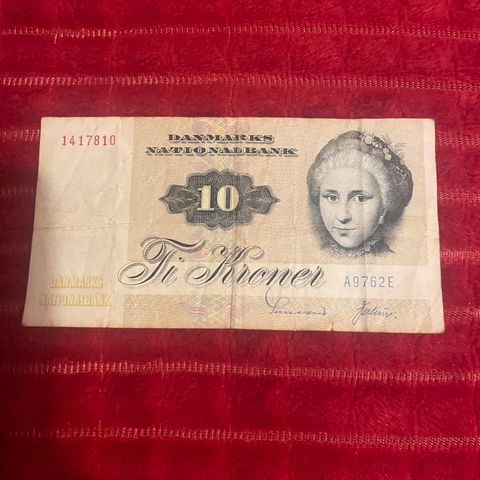 1417810
DANMARKS
NATIONALBANK
10
Ti Kroner
A9762E
DANMARKS
NATIONALBANK